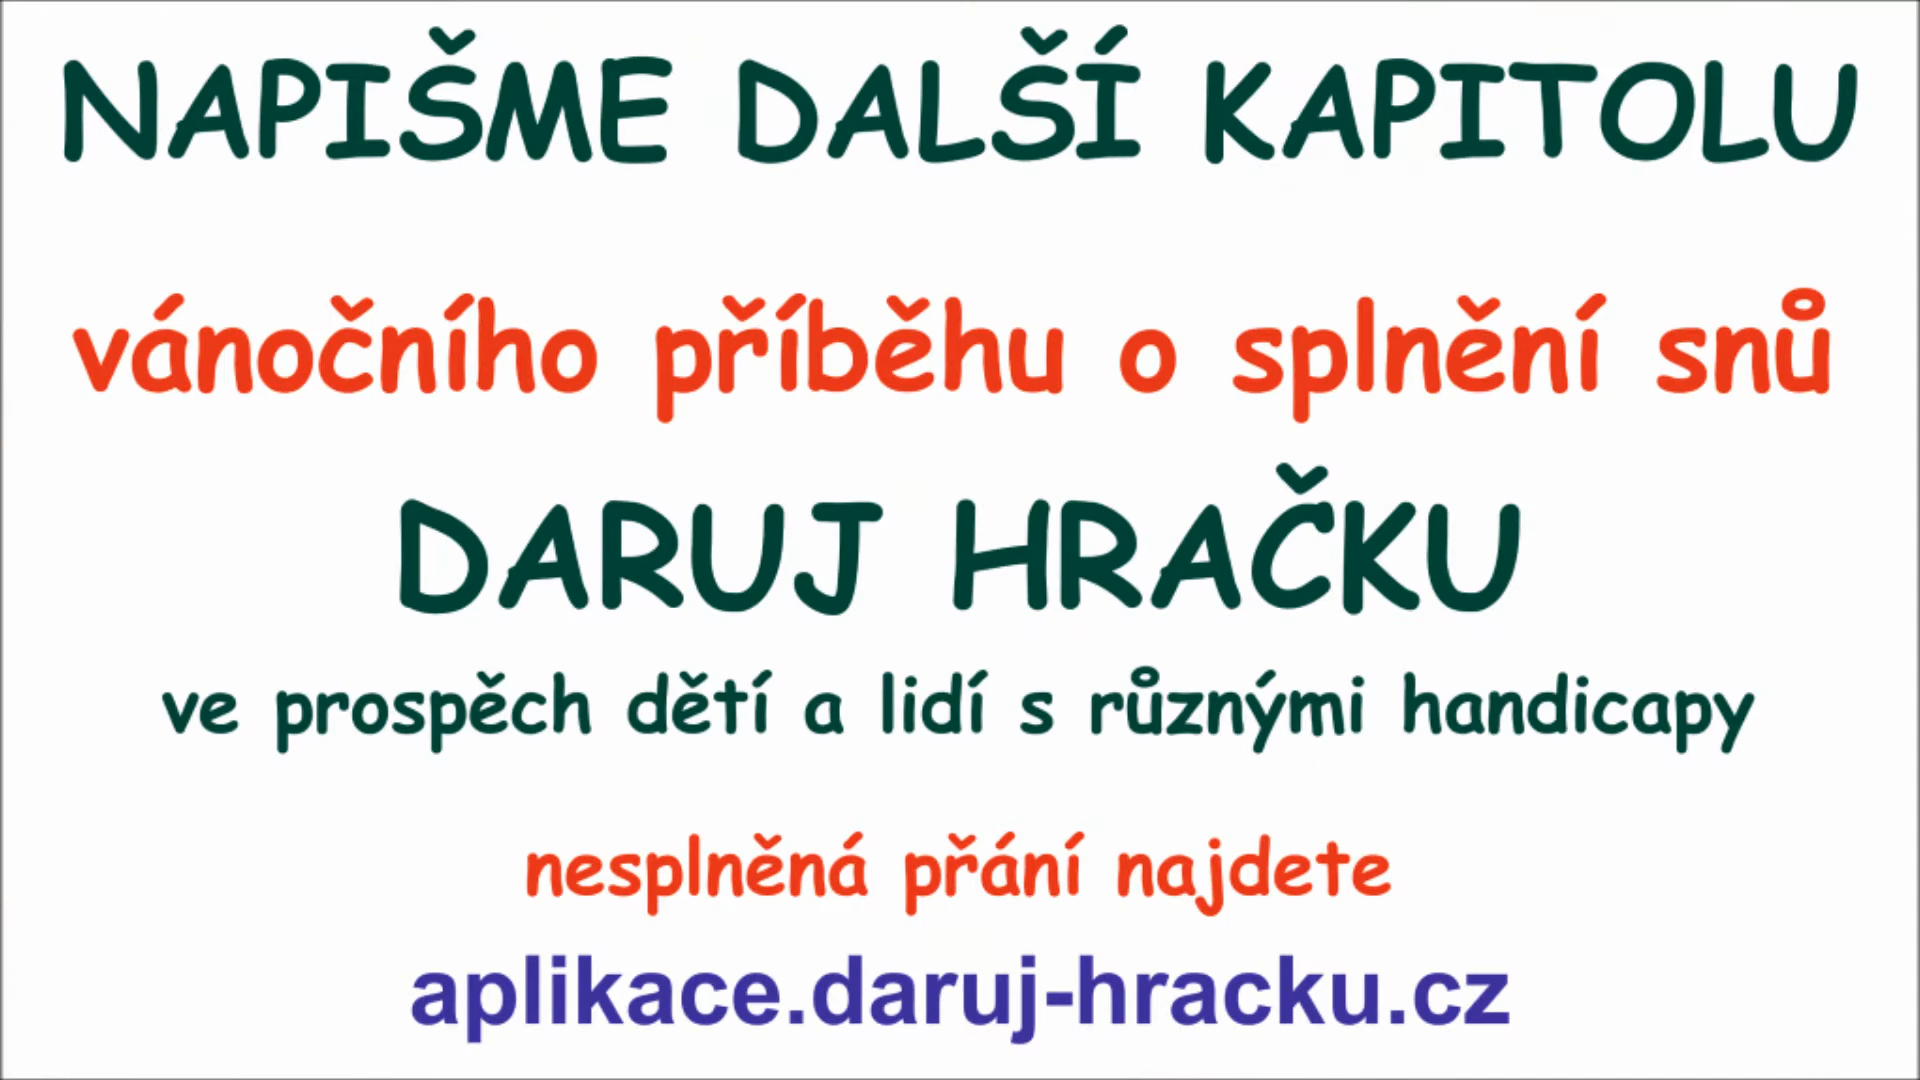 NAPIŠME DALŠÍ KAPITOLU
vánočního příběhu o splnění snů
DARUJ HRAČKU
ve prospěch dětí a lidí s různými handicapy
nesplněná přání najdete
aplikace.daruj-hracku.cz